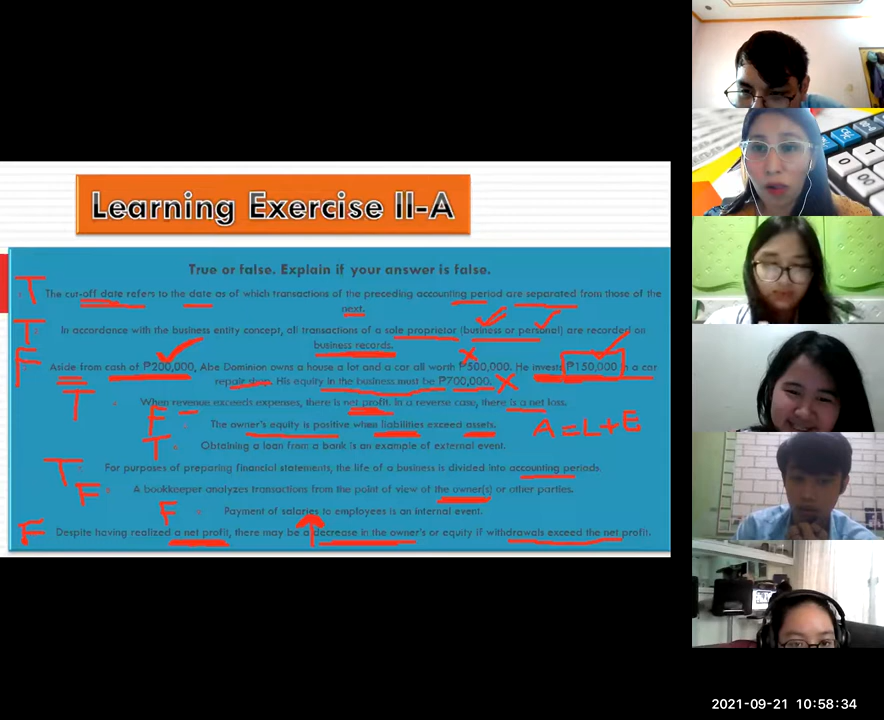 Learning Exercise II-A
True or false. Explain if your answer is false.
T The cut-off date refers to the date as of which transactions of the preceding accounting period are separated from those of the
next.
T In accordance with the business entity concept, all transactions of a sole proprietor (business or personal) are recorded on
business records.
F Aside from cash of ₱200,000, Abe Dominion owns a house a lot and a car all worth ₱500,000. He invests ₱150,000 in a car
repair shop. His equity in the business must be ₱700,000.
T When revenue exceeds expenses, there is net profit. In a reverse case, there is a net loss.
F The owner's equity is positive when liabilities exceed assets. A = L + E
T Obtaining a loan from a bank is an example of external event.
T For purposes of preparing financial statements, the life of a business is divided into accounting periods.
F A bookkeeper analyzes transactions from the point of view of the owner(s) or other parties.
F Payment of salaries to employees is an internal event.
F Despite having realized a net profit, there may be a decrease in the owner's or equity if withdrawals exceed the net profit.
0
1
00
2021-09-21 10:58:34